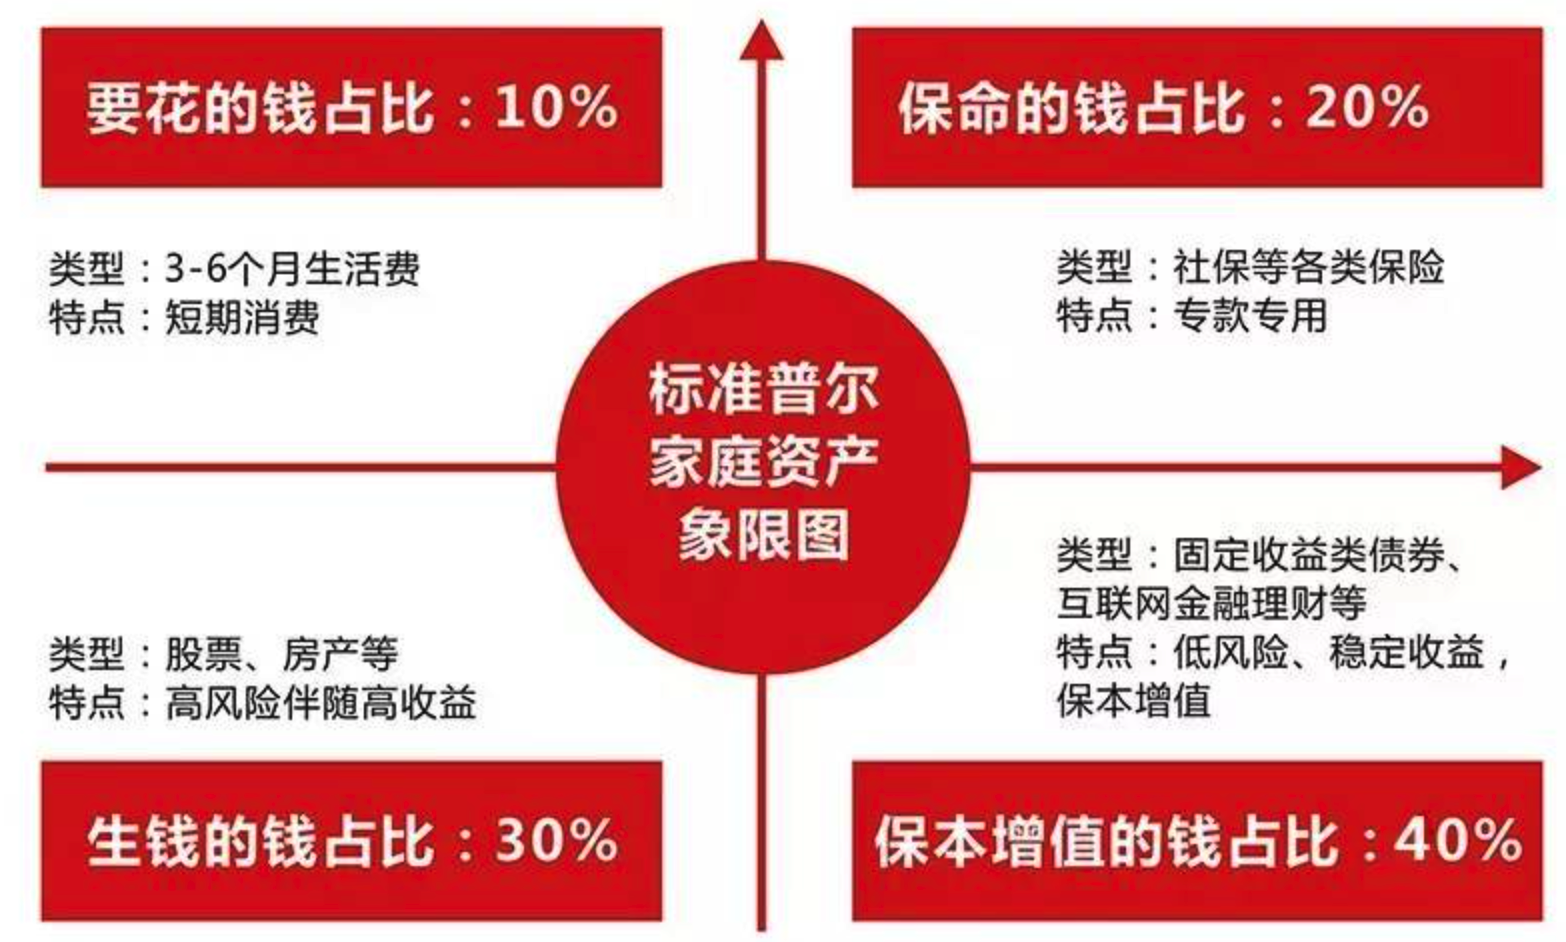 要花的钱占比：10%
保命的钱占比：20%
类型：3-6个月生活费
特点：短期消费
类型：社保等各类保险
特点：专款专用
标准普尔
家庭资产
象限图
类型：股票、房产等
特点：高风险伴随高收益
类型：固定收益类债券、
互联网金融理财等
特点：低风险、稳定收益，
保本增值
生钱的钱占比：30%
保本增值的钱占比：40%